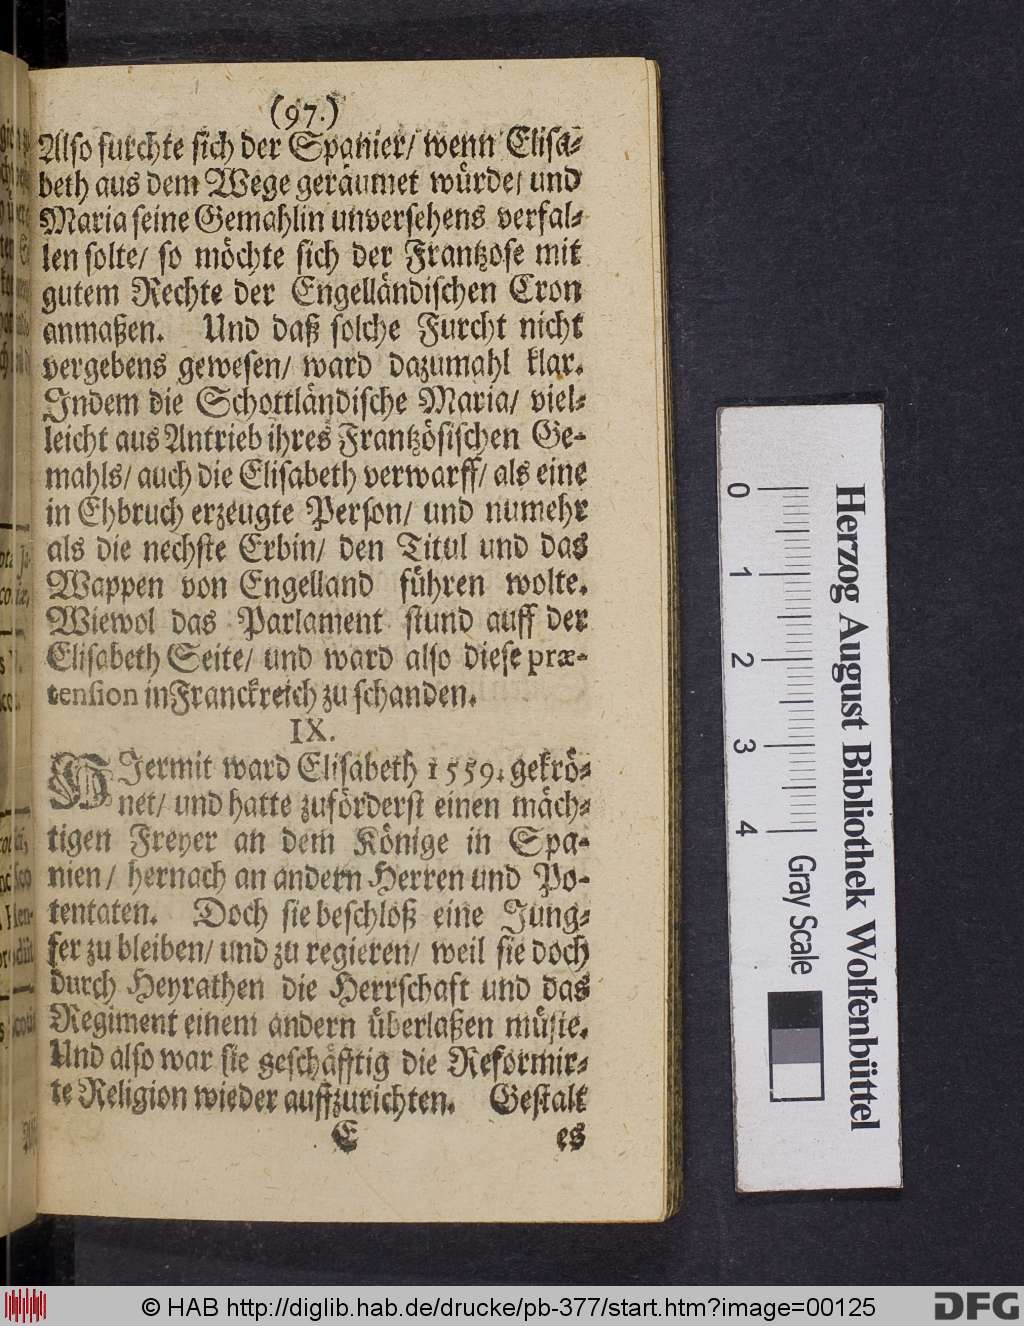 (97.)
Also furchte sich der Spanier/ wenn Elisa-
beth aus dem Wege geräumet würde/ und
Maria seine Gemahlin unversehens verfal-
len solte/ so möchte sich der Frantzose mit
gutem Rechte der Engelländischen Cron
anmaßen. Und daß solche Furcht nicht
vergebens gewesen/ ward dazumahl klar.
Indem die Schottländische Maria/ viel-
leicht aus Antrieb ihres Frantzösischen Ge-
mahls/ auch die Elisabeth verwarff/ als eine
in Ehbruch erzeugte Person/ und numehr
als die nechste Erbin/ den Titul und das
Wappen von Engelland führen wolte.
Wiewol das Parlament stund auff der
Elisabeth Seite/ und ward also diese præ-
tension in Franckreich zu schanden.
IX.
HIermit ward Elisabeth 1559. gekrö-
net/ und hatte zuförderst einen mäch-
tigen Freyer an dem Könige in Spa-
nien/ hernach an andern Herren und Po-
tentaten. Doch sie beschloß eine Jung-
fer zu bleiben/ und zu regieren/ weil sie doch
durch Heyrathen die Herrschaft und das
Regiment einem andern überlaßen müste.
Und also war sie geschäfftig die Reformir-
te Religion wieder auffzurichten. Gestalt
E es
0 1 2 3 4 Gray Scale
Herzog August Bibliothek Wolfenbüttel
© HAB http://diglib.hab.de/drucke/pb-377/start.htm?image=00125
DFG